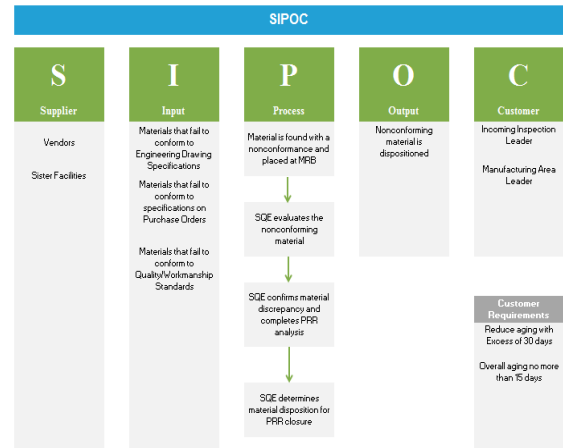 SIPOC
S
Supplier
Vendors
Sister Facilities
I
Input
Materials that fail to
conform to
Engineering Drawing
Specifications
Materials that fail to
conform to
specifications on
Purchase Orders
Materials that fail to
conform to
Quality/Workmanship
Standards
P
Process
Material is found with a
nonconformance and
placed at MRB
SQE evaluates the
nonconforming
material
SQE confirms material
discrepancy and
completes PRR
analysis
SQE determines
material disposition for
PRR closure
O
Output
Nonconforming
material is
dispositioned
C
Customer
Incoming Inspection
Leader
Manufacturing Area
Leader
Customer
Requirements
Reduce aging with
Excess of 30 days
Overall aging no more
than 15 days